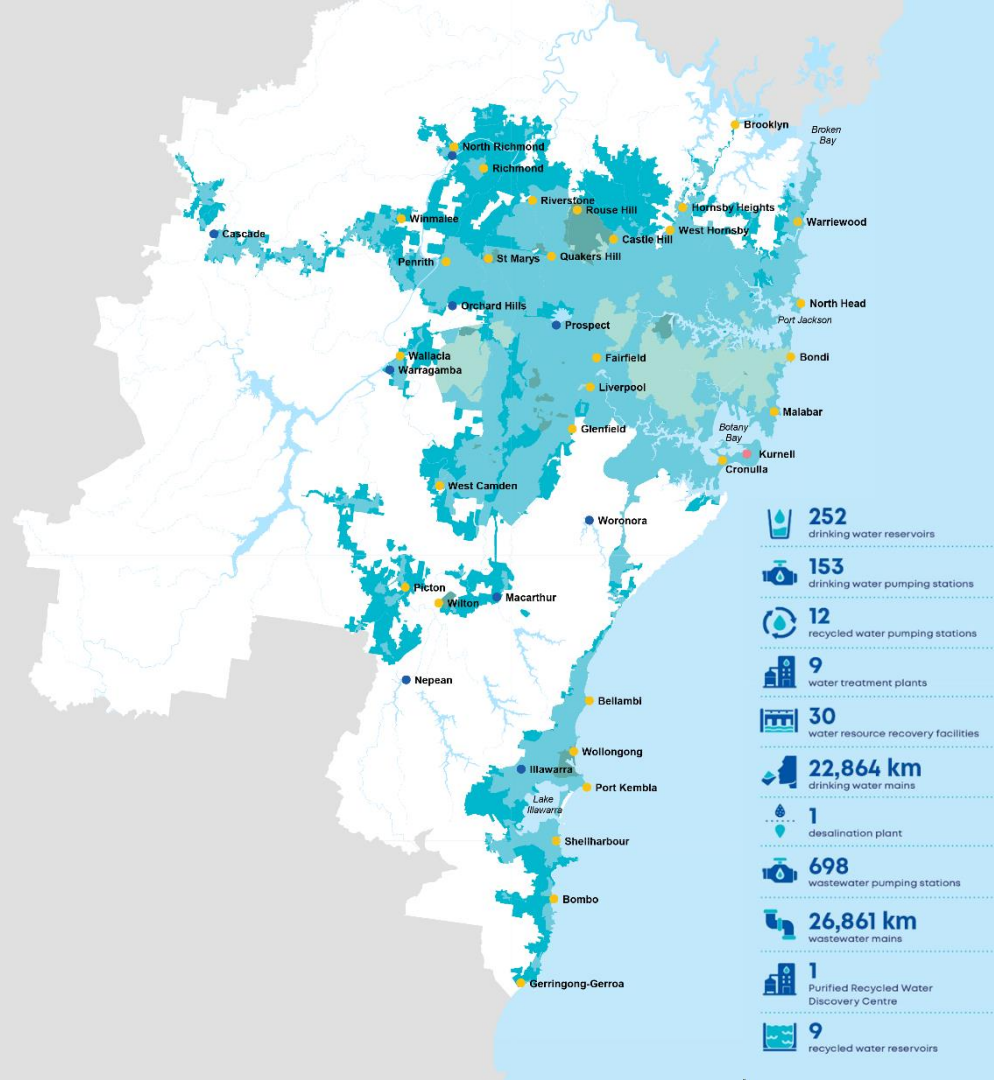 Brooklyn
Broken
Bay
North Richmond
Richmond
Riverstone
Rouse Hill
Hornsby Heights
Winmalee
Warriewood
Cascade
West Hornsby
Castle Hill
Penrith
St Marys
Quakers Hill
Orchard Hills
North Head
Port Jackson
Prospect
Wallacia
Fairfield
Bondi
Warragamba
Liverpool
Malabar
Glenfield
Botany
Bay
Kurnell
Cronulla
West Camden
Woronora
Picton
Wilton
Macarthur
Nepean
Bellambi
Wollongong
Illawarra
Port Kembla
Lake
Illawarra
Shellharbour
Bombo
Gerringong-Gerroa
252
drinking water reservoirs
153
drinking water pumping stations
12
recycled water pumping stations
9
water treatment plants
30
water resource recovery facilities
22,864 km
drinking water mains
1
desalination plant
698
wastewater pumping stations
26,861 km
wastewater mains
1
Purified Recycled Water
Discovery Centre
9
recycled water reservoirs